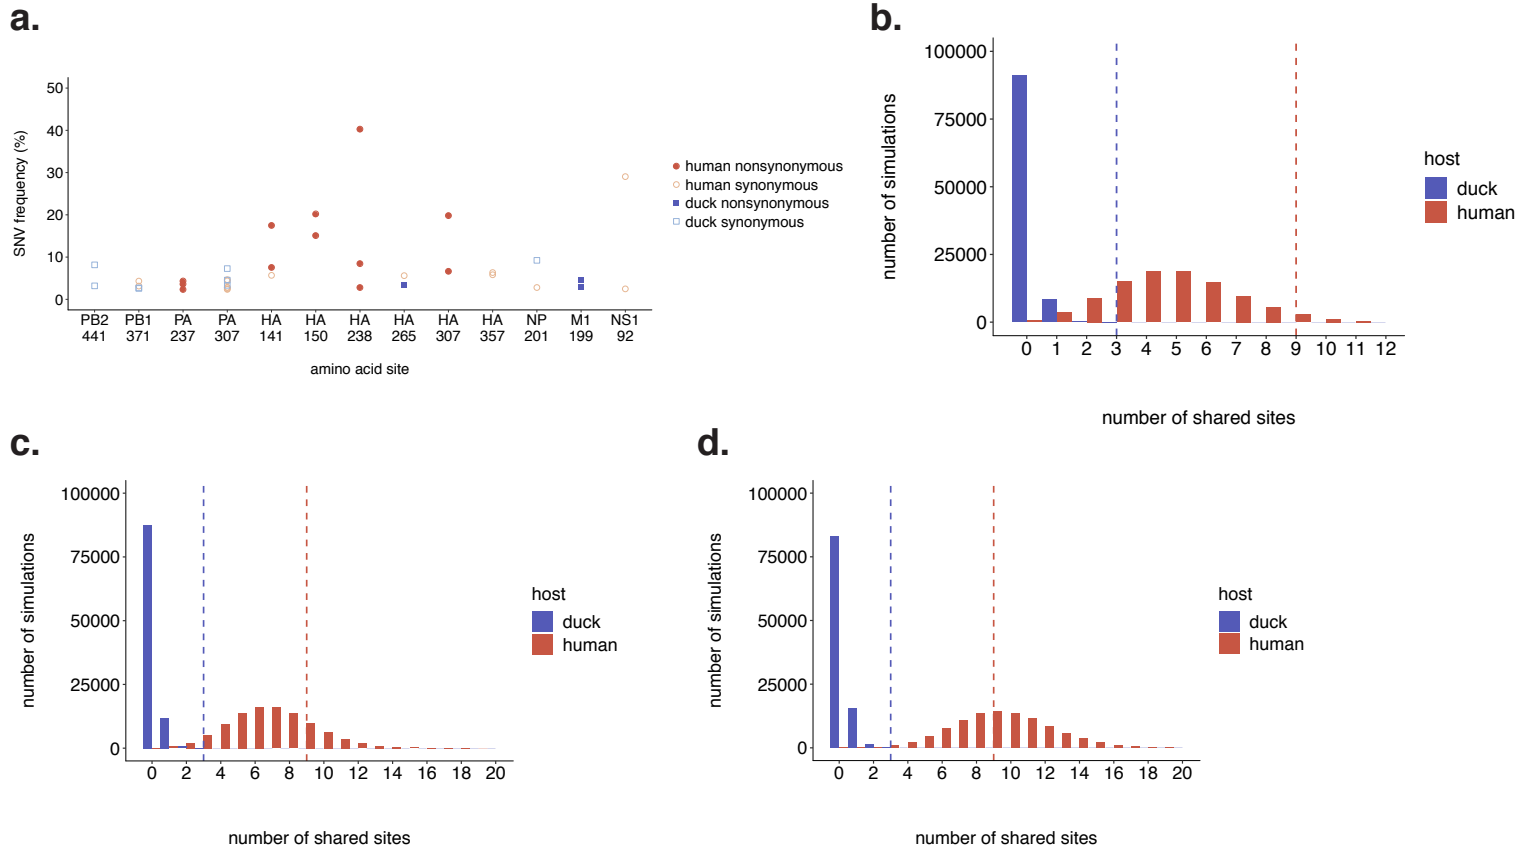 a.
SNV frequency (%)
50
40
30
20
10
0
PB2 PB1 PA PA HA HA HA HA HA HA NP M1 NS1
441 371 237 307 141 150 238 265 307 357 201 199 92
amino acid site
human nonsynonymous
human synonymous
duck nonsynonymous
duck synonymous
b.
number of simulations
100000
75000
50000
25000
0
0 1 2 3 4 5 6 7 8 9 10 11 12
number of shared sites
host
duck
human
c.
number of simulations
100000
75000
50000
25000
0
0 2 4 6 8 10 12 14 16 18 20
number of shared sites
host
duck
human
d.
number of simulations
100000
75000
50000
25000
0
0 2 4 6 8 10 12 14 16 18 20
number of shared sites
host
duck
human